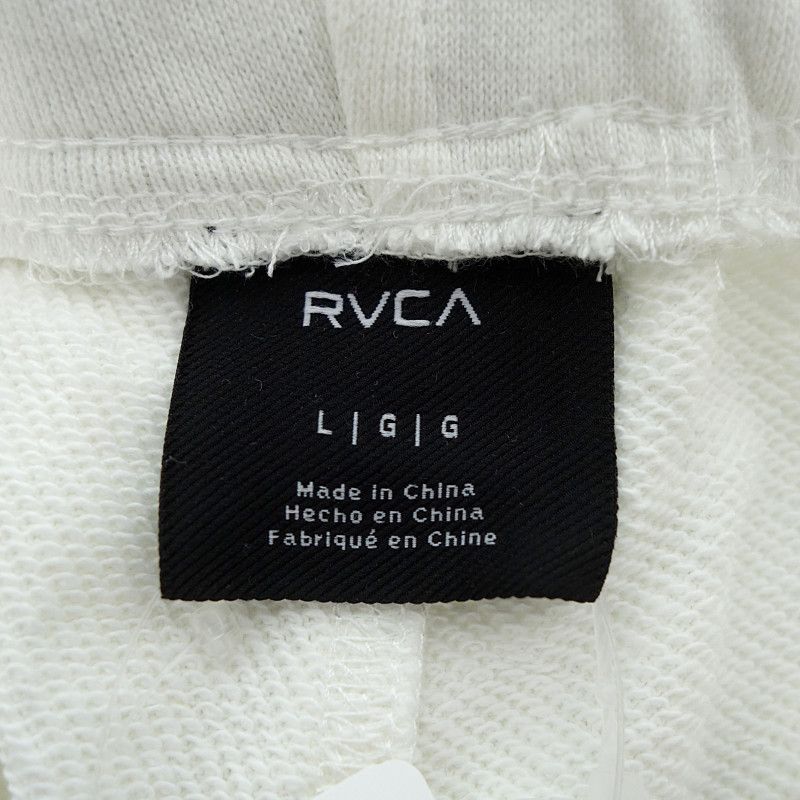 RVCA
L | G | G
Made in China
Hecho en China
Fabriqué en Chine